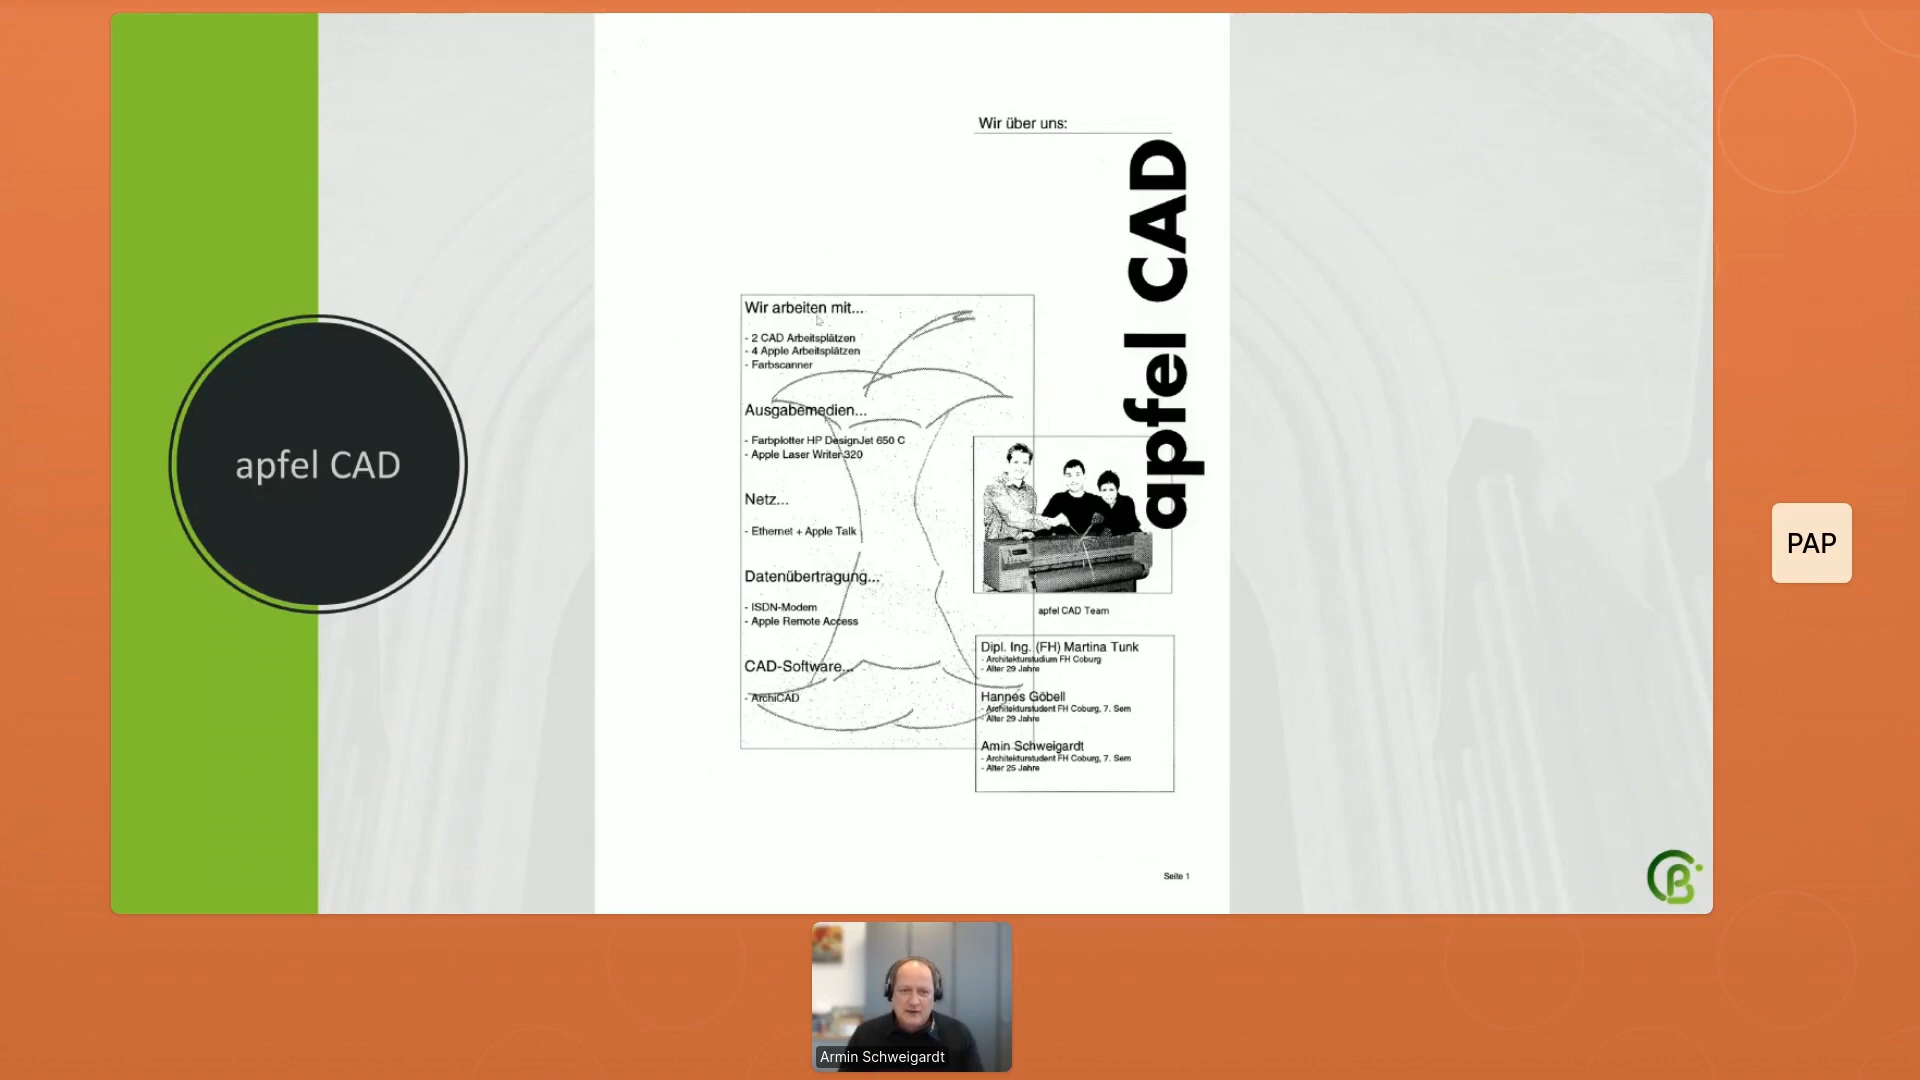 apfel CAD
Wir über uns:
apfel CAD
Wir arbeiten mit...
- 2 CAD Arbeitsplätzen
- 4 Apple Arbeitsplätzen
- Farbscanner
Ausgabemedien...
- Farbplotter HP DesignJet 650 C
- Apple Laser Writer 320
Netz...
- Ethernet + Apple Talk
Datenübertragung...
- ISDN-Modem
- Apple Remote Access
CAD-Software...
- ArchiCAD
apfel CAD Team
Dipl. Ing. (FH) Martina Tunk
- Architekturstudium FH Coburg
- Alter 29 Jahre
Hannes Göbell
- Architekturstudent FH Coburg, 7. Sem
- Alter 29 Jahre
Amin Schweigardt
- Architekturstudent FH Coburg, 7. Sem
- Alter 25 Jahre
Seite 1
PAP
Armin Schweigardt